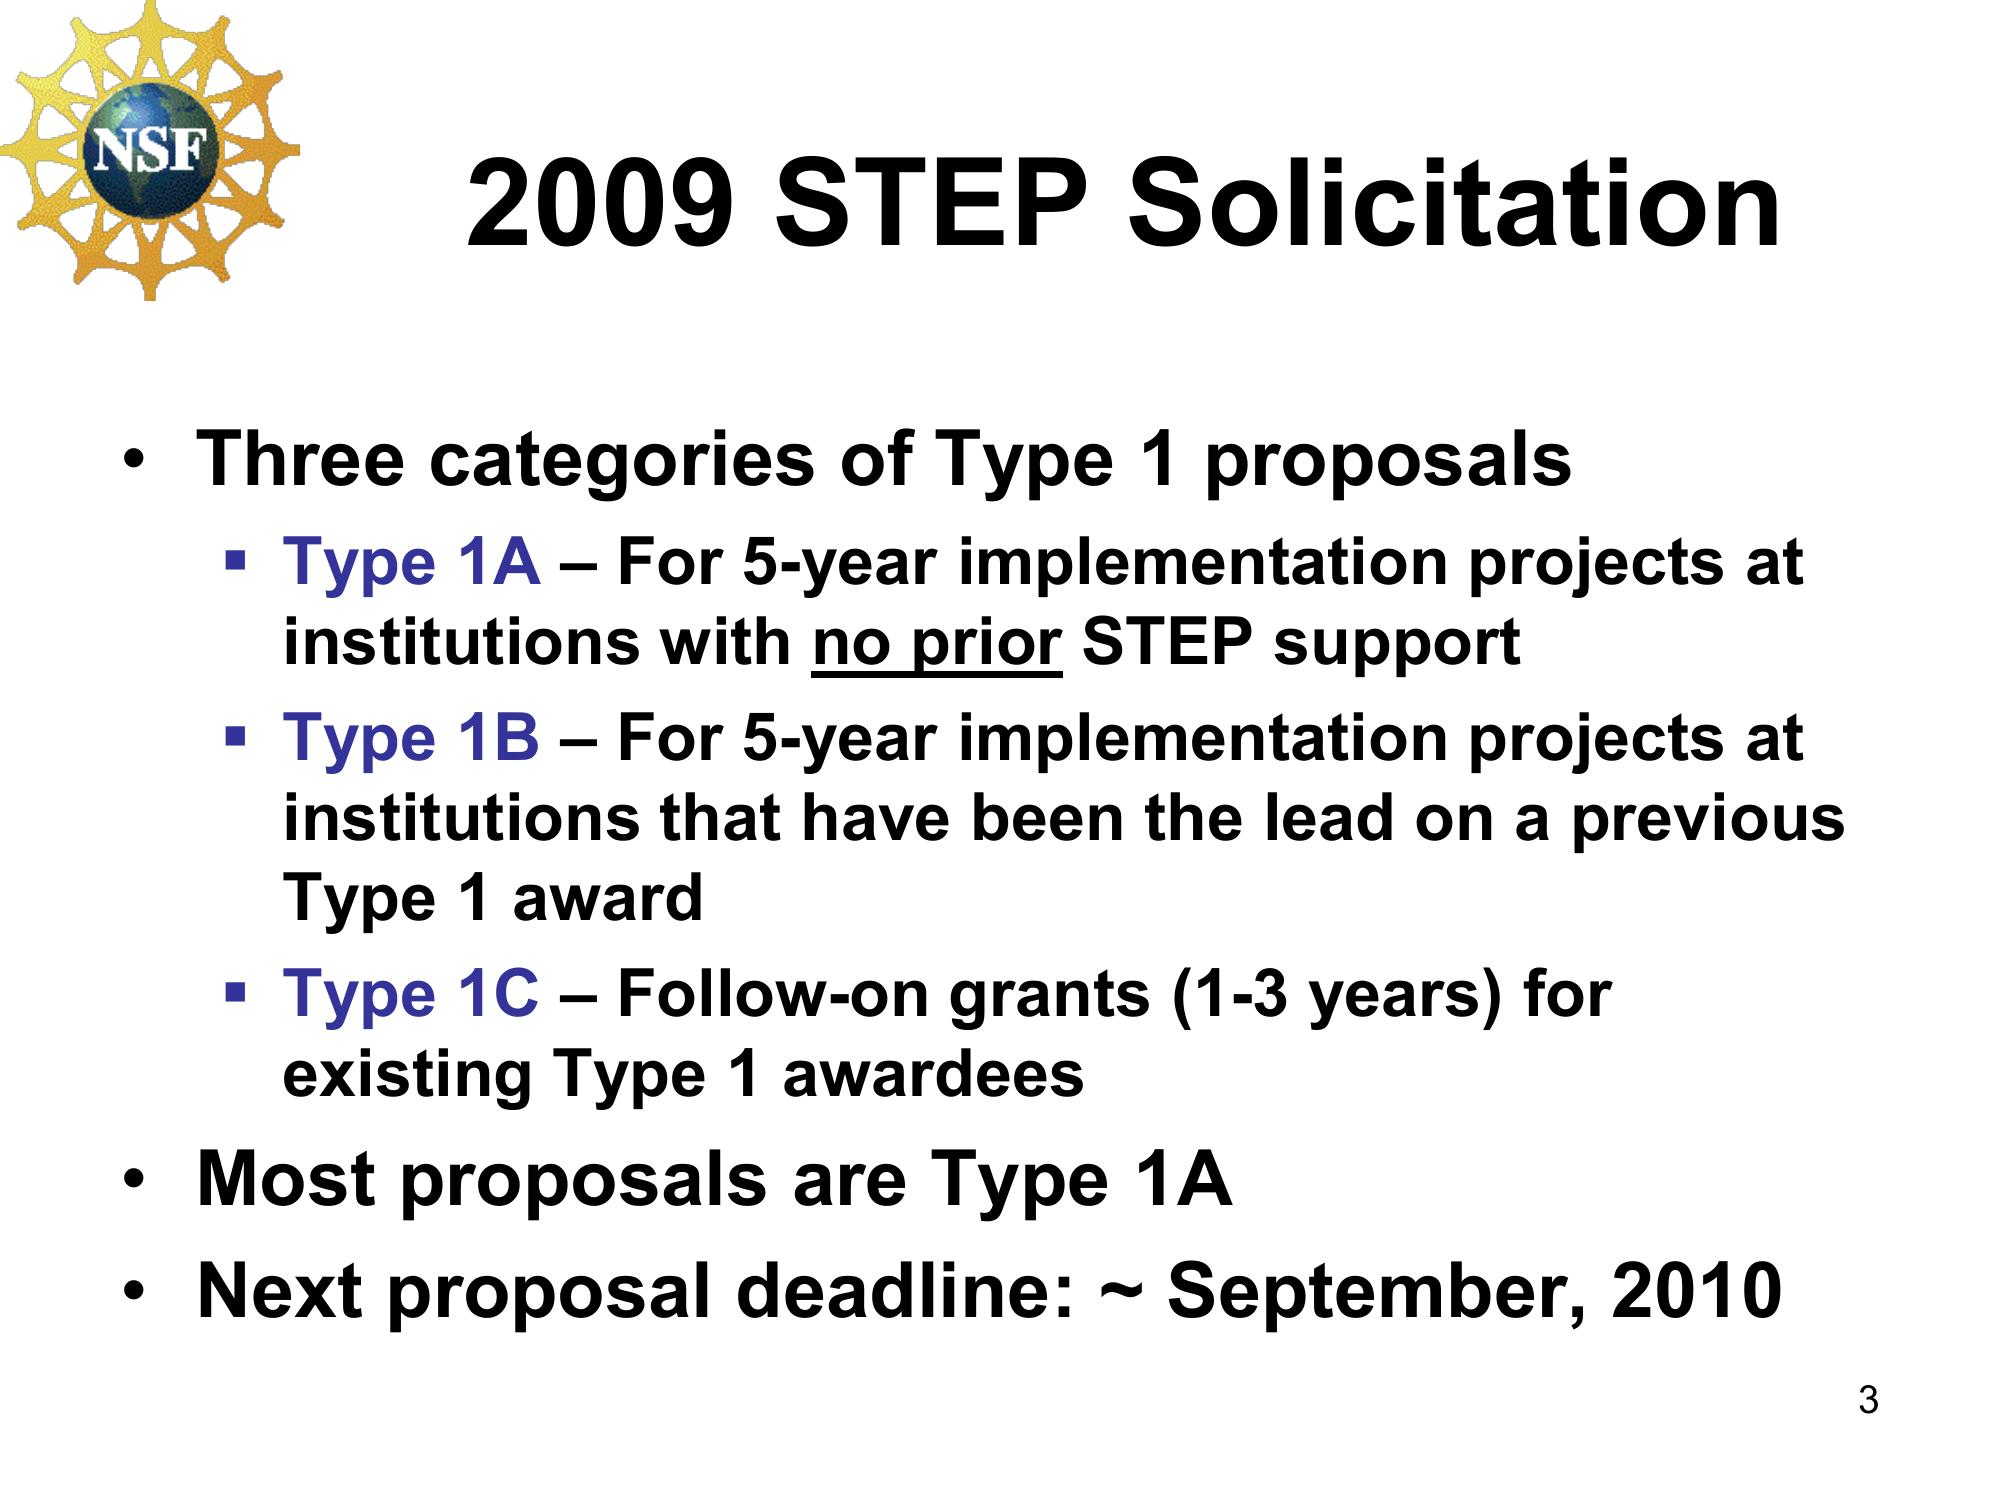 NSF
2009 STEP Solicitation
• Three categories of Type 1 proposals
▪ Type 1A – For 5-year implementation projects at
institutions with no prior STEP support
▪ Type 1B – For 5-year implementation projects at
institutions that have been the lead on a previous
Type 1 award
▪ Type 1C – Follow-on grants (1-3 years) for
existing Type 1 awardees
• Most proposals are Type 1A
• Next proposal deadline: ~ September, 2010
3